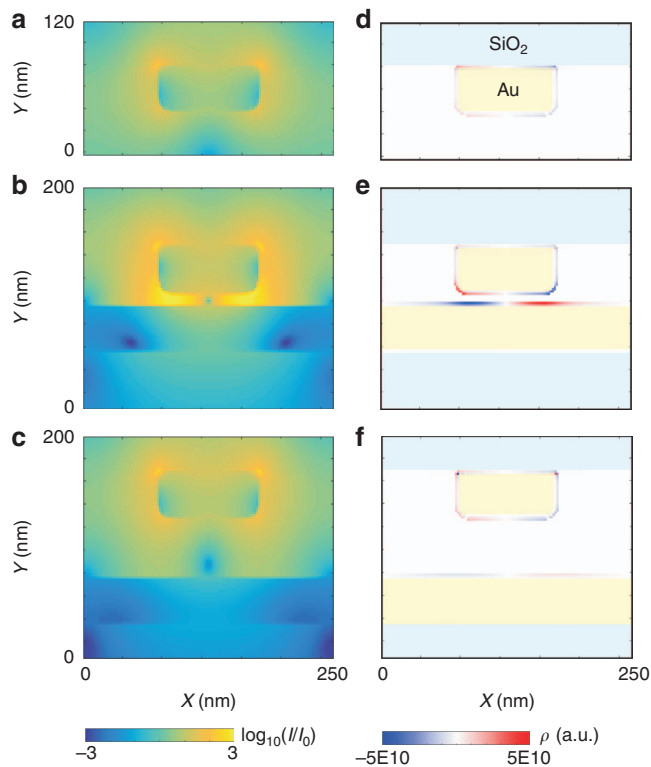 a
120
Y (nm)
0
d
SiO2
Au
b
200
Y (nm)
0
e
c
200
Y (nm)
0
f
0
250
X (nm)
0
250
X (nm)
log10(I/I0)
–3
3
ρ (a.u.)
–5E10
5E10